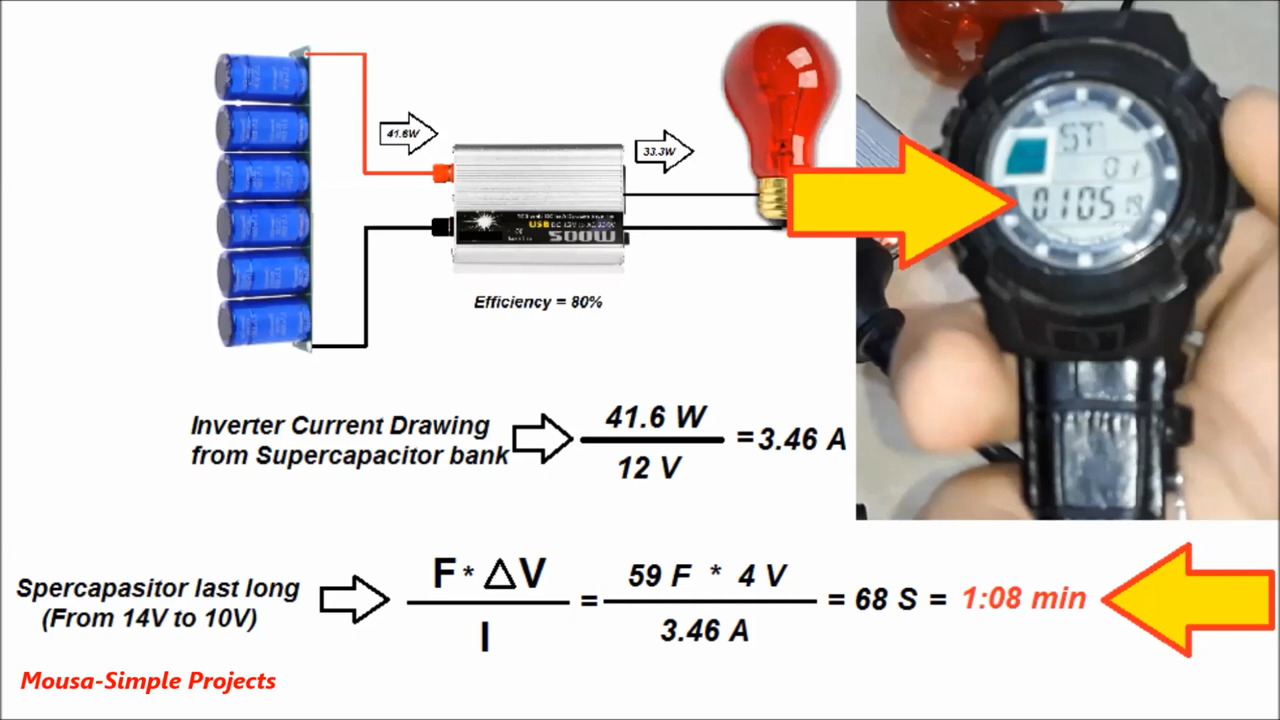 41.6W
33.3W
USB
500W
Efficiency = 80%
ST
01
0105
Inverter Current Drawing
from Supercapacitor bank
41.6 W
12 V
=3.46 A
Spercapasitor last long
(From 14V to 10V)
F * △V
I
=
59 F * 4 V
3.46 A
= 68 S = 1:08 min
Mousa-Simple Projects